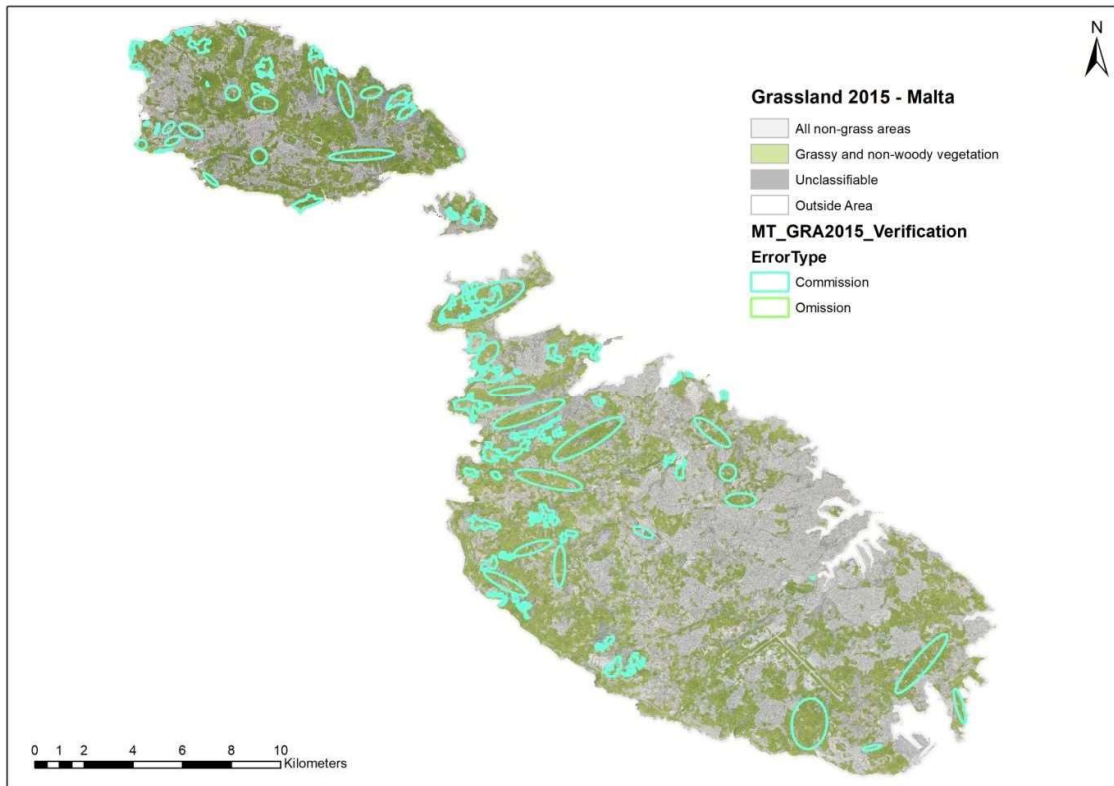 N
Grassland 2015 - Malta
All non-grass areas
Grassy and non-woody vegetation
Unclassifiable
Outside Area
MT_GRA2015_Verification
ErrorType
Commission
Omission
0 1 2 4 6 8 10
Kilometers